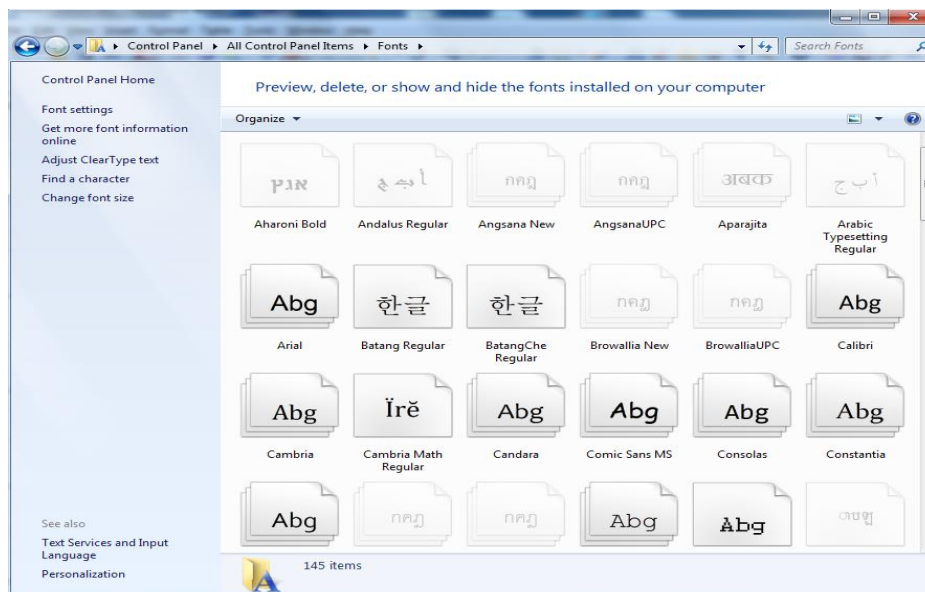 Control Panel ▸ All Control Panel Items ▸ Fonts ▸
Search Fonts
Control Panel Home
Font settings
Get more font information
online
Adjust ClearType text
Find a character
Change font size
See also
Text Services and Input
Language
Personalization
Preview, delete, or show and hide the fonts installed on your computer
Organize
אנץ
أ ب ج
กคฎ
กคฎ
अबक
آ ب ج
Aharoni Bold
Andalus Regular
Angsana New
AngsanaUPC
Aparajita
Arabic
Typesetting
Regular
Abg
한글
한글
กคฎ
กคฎ
Abg
Arial
Batang Regular
BatangChe
Regular
Browallia New
BrowalliaUPC
Calibri
Abg
Ïrĕ
Abg
Abg
Abg
Abg
Cambria
Cambria Math
Regular
Candara
Comic Sans MS
Consolas
Constantia
Abg
กคฎ
กคฎ
Abg
Abg
145 items